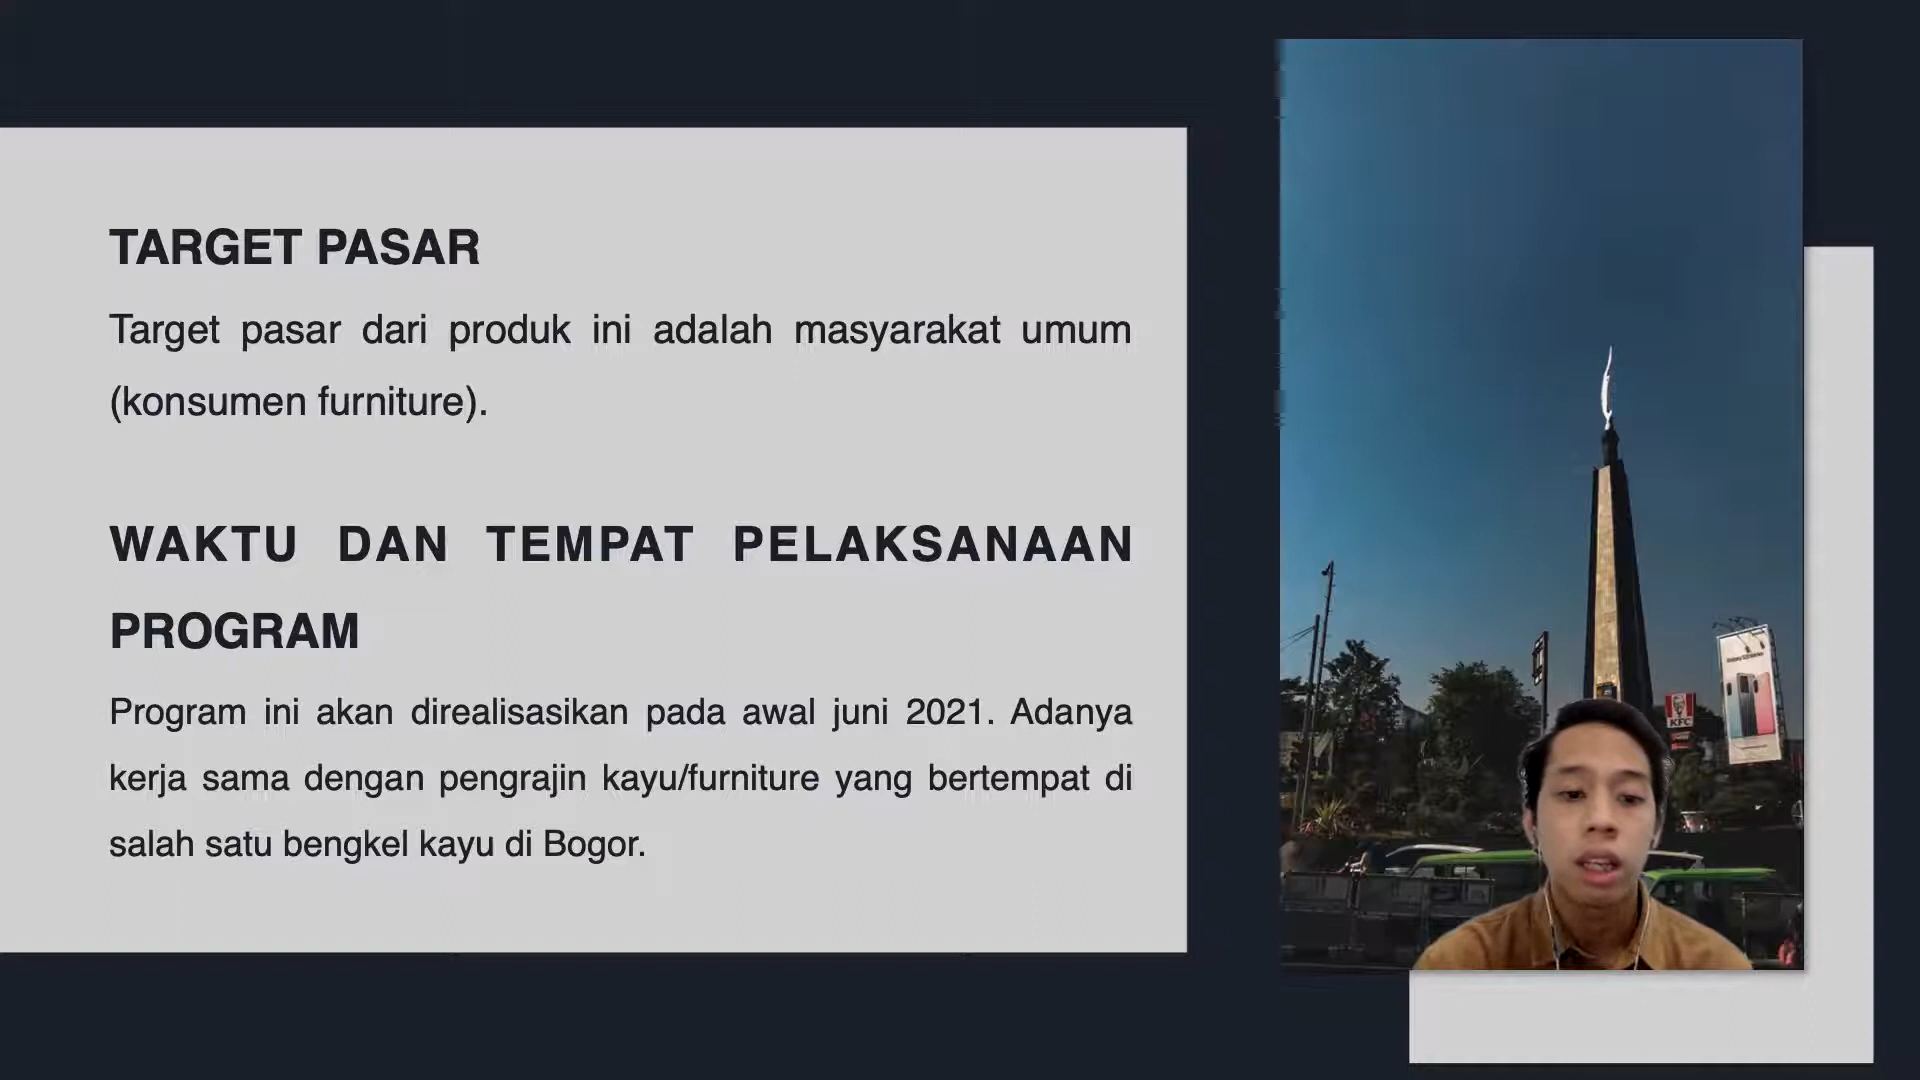 TARGET PASAR
Target pasar dari produk ini adalah masyarakat umum
(konsumen furniture).
WAKTU DAN TEMPAT PELAKSANAAN
PROGRAM
Program ini akan direalisasikan pada awal juni 2021. Adanya
kerja sama dengan pengrajin kayu/furniture yang bertempat di
salah satu bengkel kayu di Bogor.
KFC